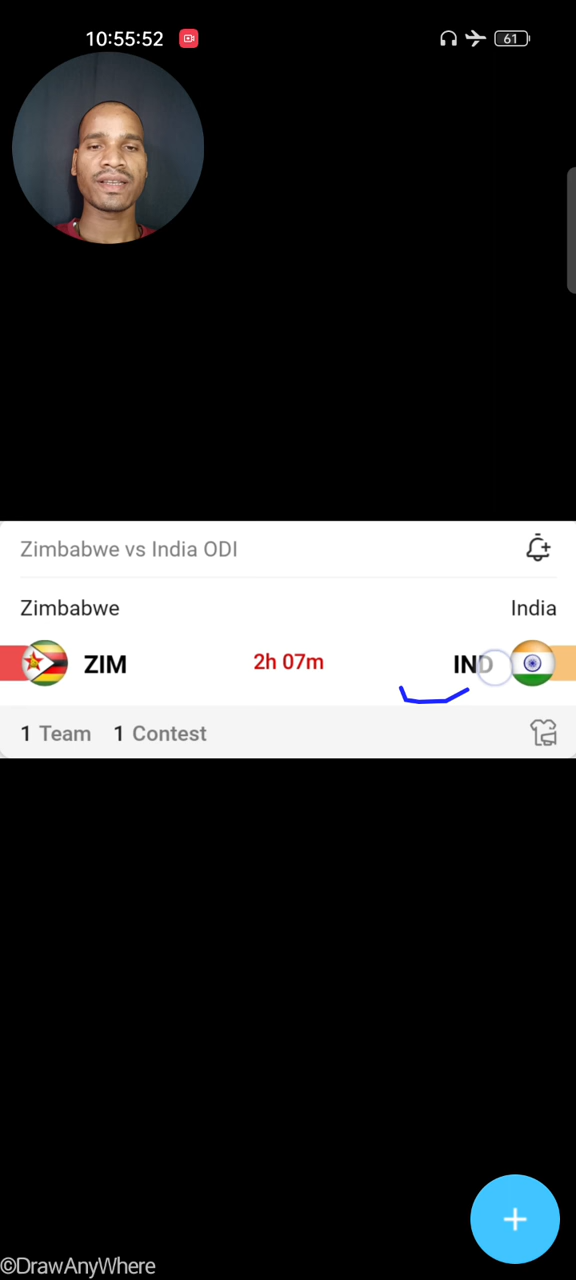 10:55:52
61
Zimbabwe vs India ODI
Zimbabwe India
ZIM 2h 07m IND
1 Team 1 Contest
©DrawAnyWhere